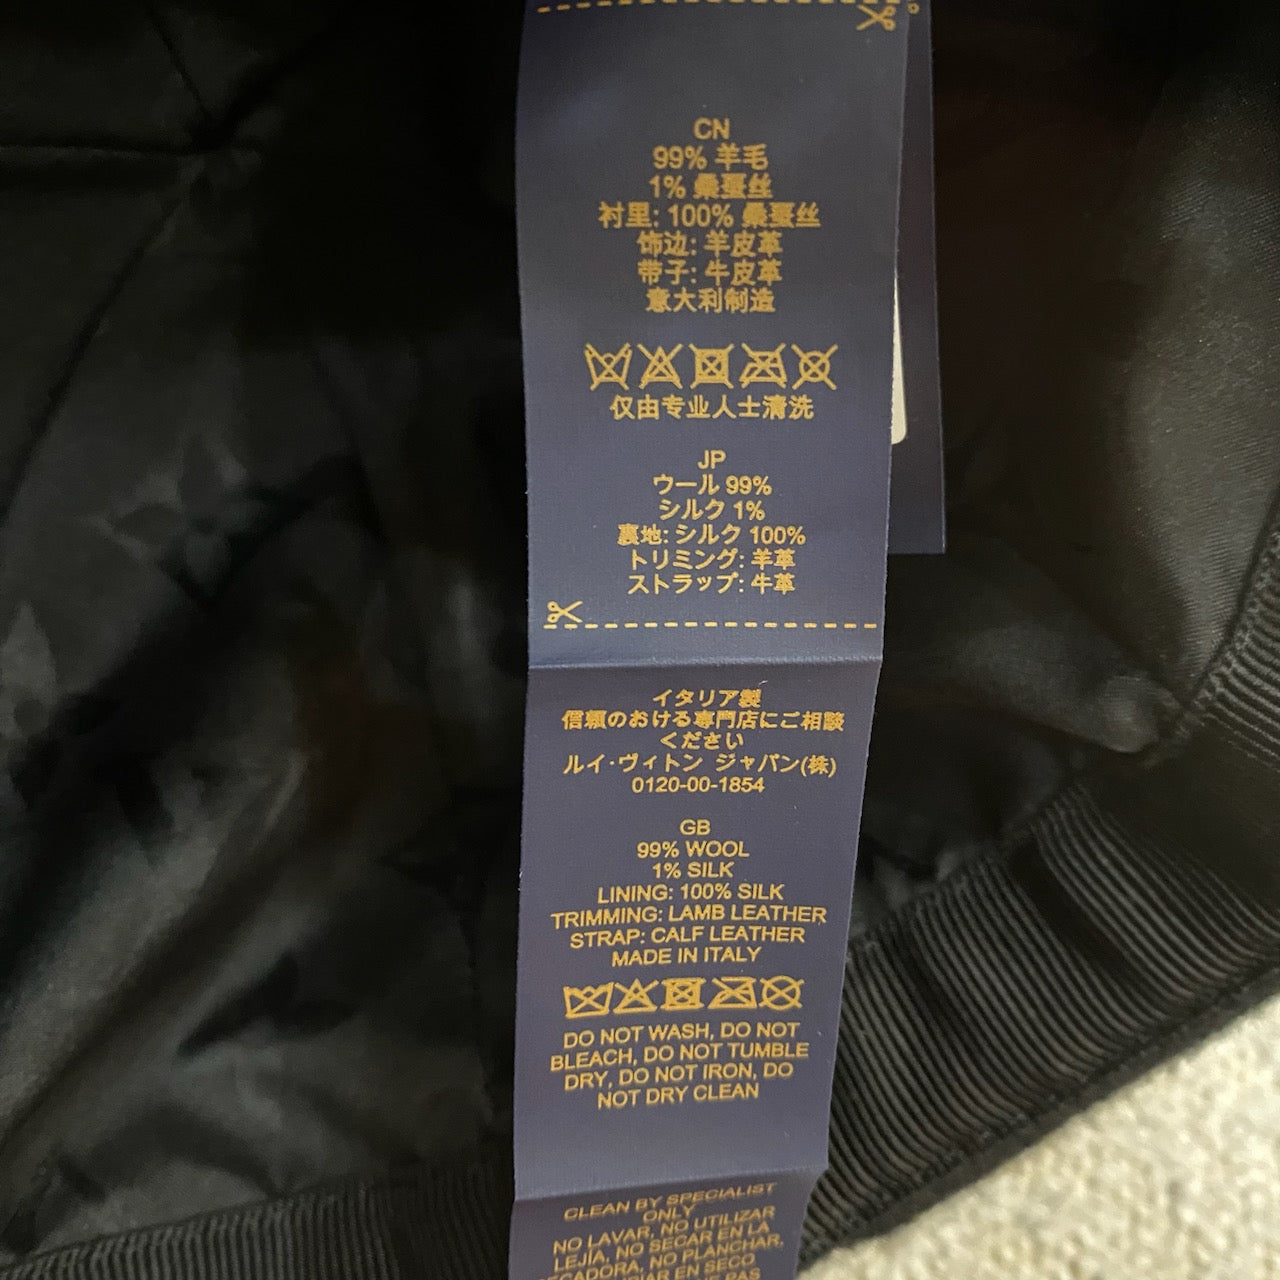 CN
99% 羊毛
1% 桑蚕丝
衬里: 100% 桑蚕丝
饰边: 羊皮革
带子: 牛皮革
意大利制造
仅由专业人士清洗
JP
ウール 99%
シルク 1%
裏地: シルク 100%
トリミング: 羊革
ストラップ: 牛革
イタリア製
信頼のおける専門店にご相談
ください
ルイ·ヴィトン ジャパン(株)
0120-00-1854
GB
99% WOOL
1% SILK
LINING: 100% SILK
TRIMMING: LAMB LEATHER
STRAP: CALF LEATHER
MADE IN ITALY
DO NOT WASH, DO NOT
BLEACH, DO NOT TUMBLE
DRY, DO NOT IRON, DO
NOT DRY CLEAN
CLEAN BY SPECIALIST
ONLY
NO LAVAR, NO UTILIZAR
LEJÍA, NO SECAR EN LA
SECADORA, NO PLANCHAR,
EN SECO
PAS